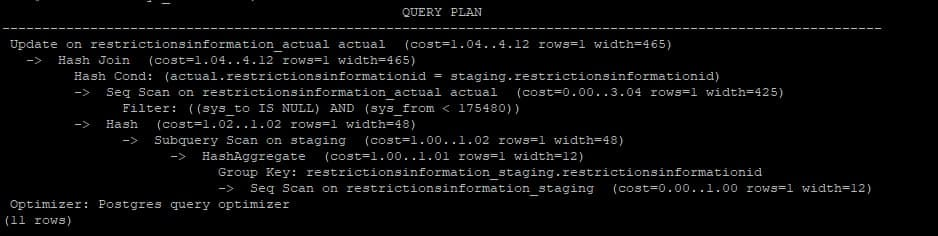 QUERY PLAN
--------------------------------------------------------------------------------------------------------------
Update on restrictionsinformation_actual actual (cost=1.04..4.12 rows=1 width=465)
-> Hash Join (cost=1.04..4.12 rows=1 width=465)
Hash Cond: (actual.restrictionsinformationid = staging.restrictionsinformationid)
-> Seq Scan on restrictionsinformation_actual actual (cost=0.00..3.04 rows=1 width=425)
Filter: ((sys_to IS NULL) AND (sys_from < 175480))
-> Hash (cost=1.02..1.02 rows=1 width=48)
-> Subquery Scan on staging (cost=1.00..1.02 rows=1 width=48)
-> HashAggregate (cost=1.00..1.01 rows=1 width=12)
Group Key: restrictionsinformation_staging.restrictionsinformationid
-> Seq Scan on restrictionsinformation_staging (cost=0.00..1.00 rows=1 width=12)
Optimizer: Postgres query optimizer
(11 rows)